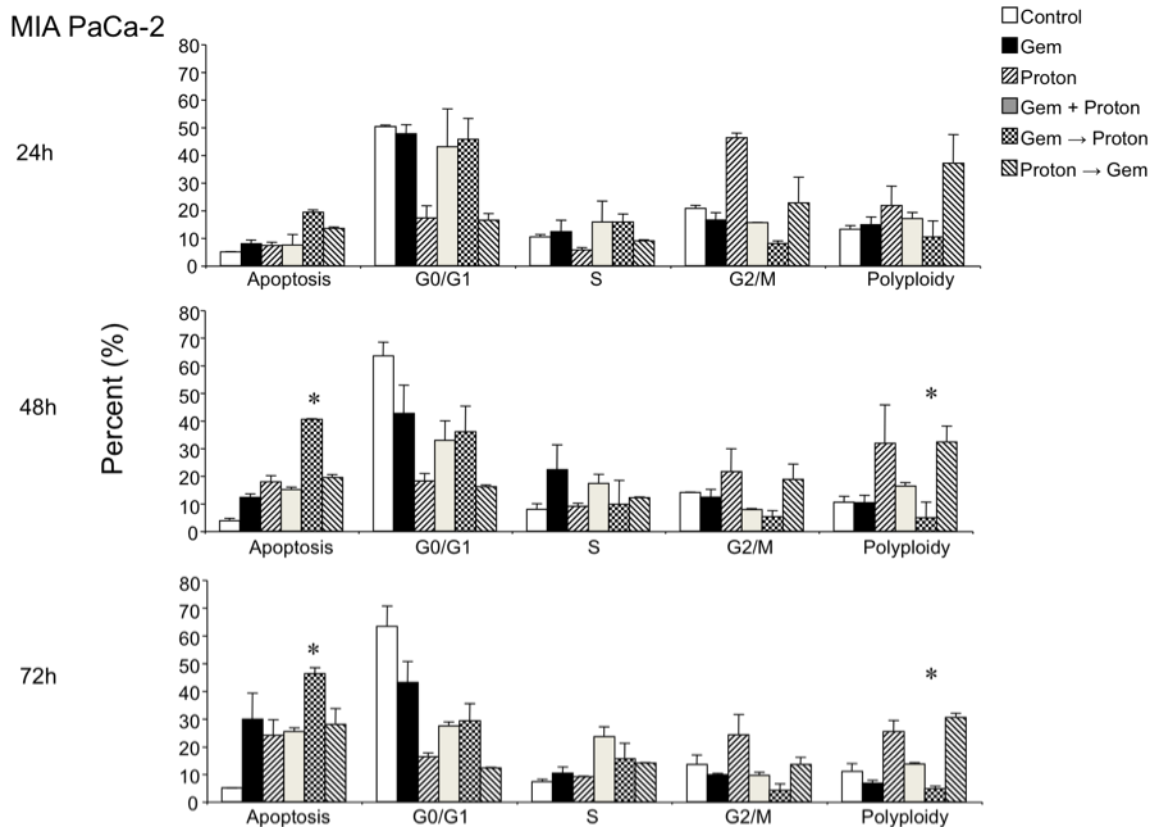 MIA PaCa-2
Control
Gem
Proton
Gem + Proton
Gem → Proton
Proton → Gem
24h
80
70
60
50
40
30
20
10
0
Apoptosis G0/G1 S G2/M Polyploidy
Percent (%)
48h
80
70
60
50
40
30
20
10
0
* *
Apoptosis G0/G1 S G2/M Polyploidy
72h
80
70
60
50
40
30
20
10
0
* *
Apoptosis G0/G1 S G2/M Polyploidy